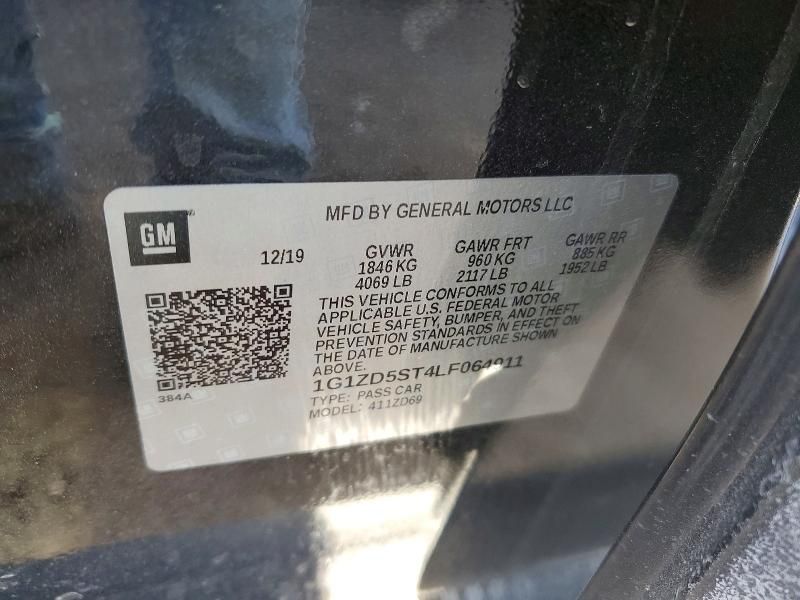 MFD BY GENERAL MOTORS LLC
GM
12/19
GVWR
1846 KG
4069 LB
GAWR FRT
960 KG
2117 LB
GAWR RR
885 KG
1952 LB
THIS VEHICLE CONFORMS TO ALL
APPLICABLE U.S. FEDERAL MOTOR
VEHICLE SAFETY, BUMPER, AND THEFT
PREVENTION STANDARDS IN EFFECT ON
THE DATE OF MANUFACTURE SHOWN
ABOVE.
1G1ZD5ST4LF064911
384A
TYPE: PASS CAR
MODEL: 411ZD69